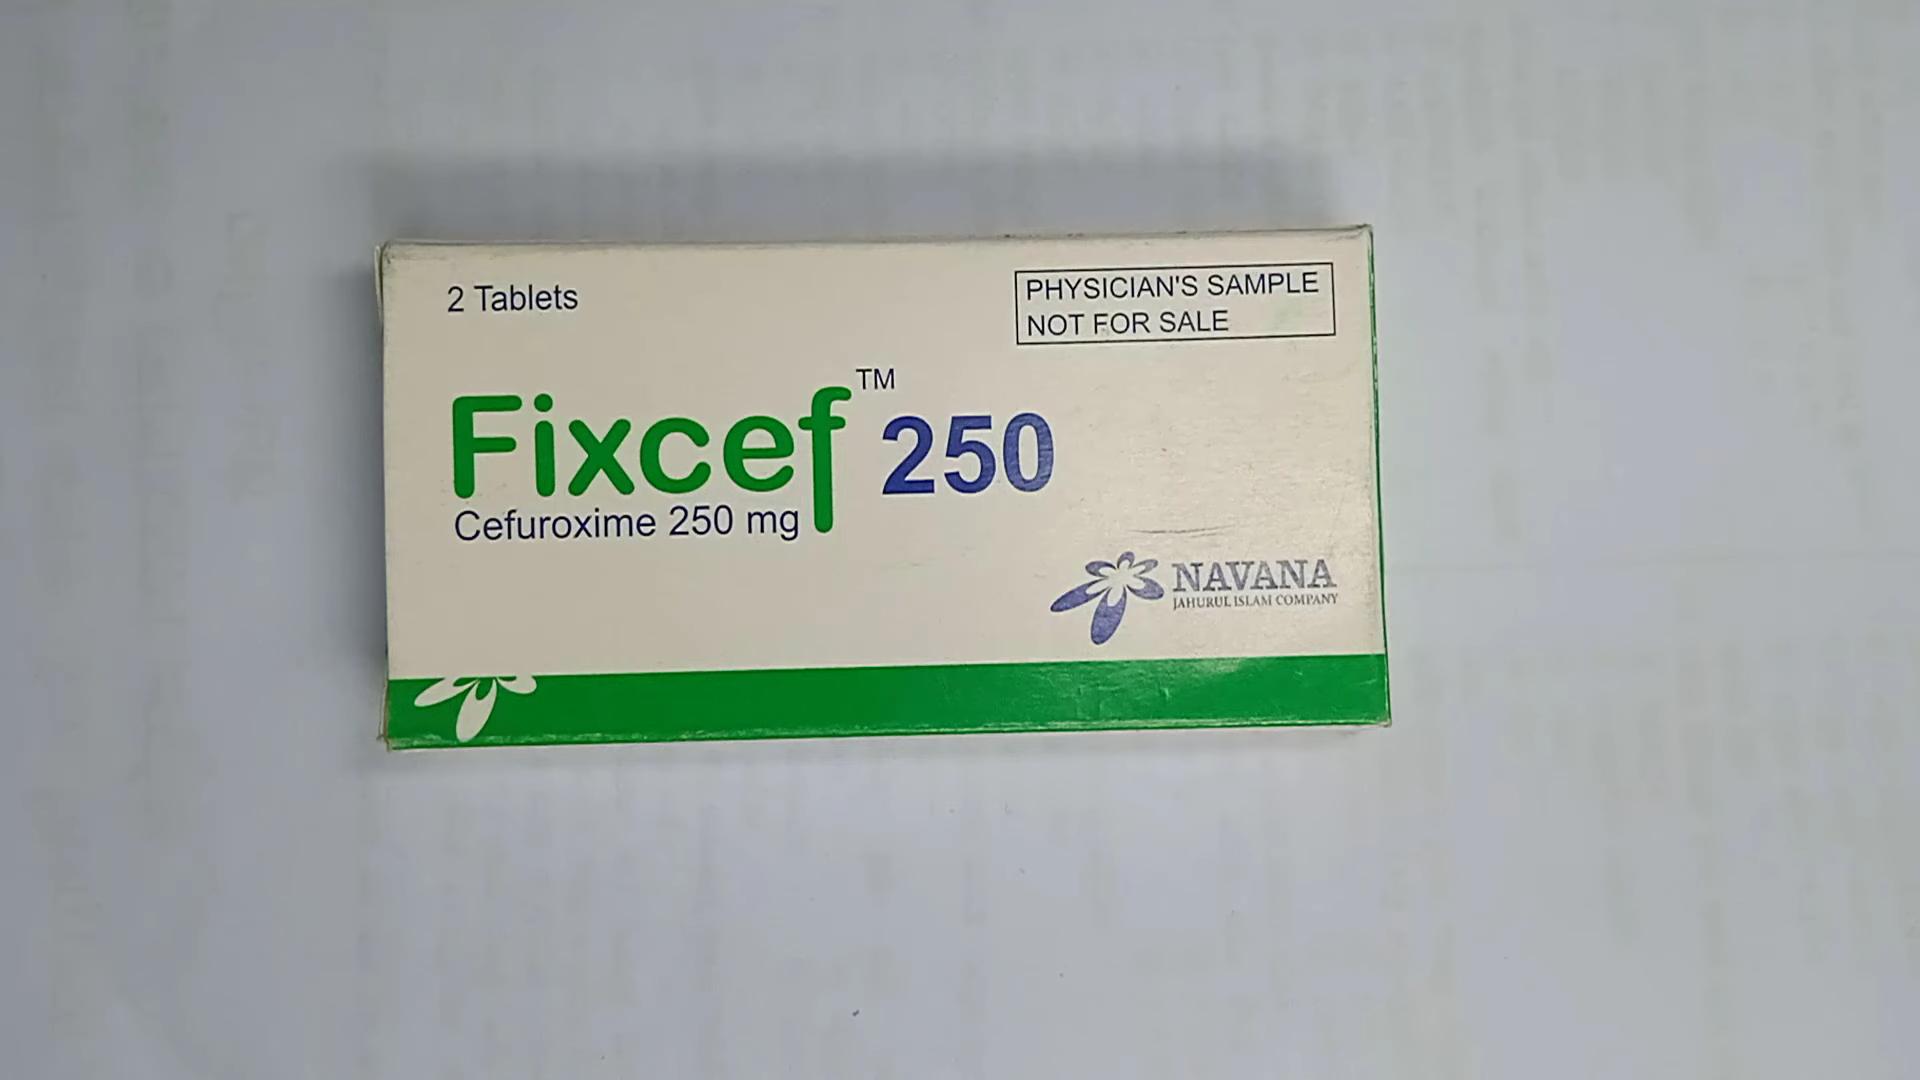 2 Tablets
PHYSICIAN'S SAMPLE
NOT FOR SALE
Fixcef™ 250
Cefuroxime 250 mg
NAVANA
JAHURUL ISLAM COMPANY